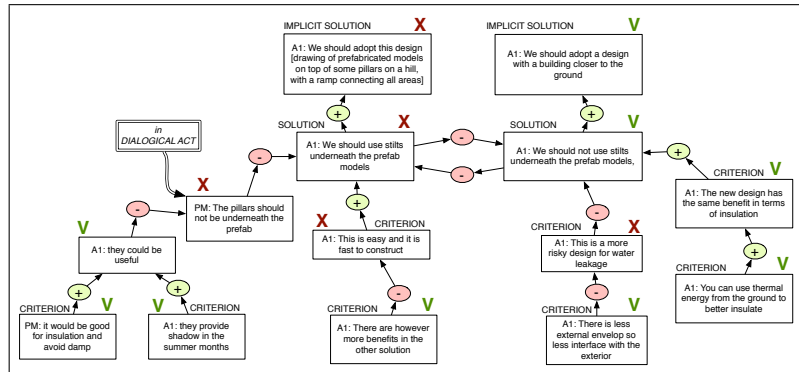 IMPLICIT SOLUTION
X
A1: We should adopt this design
[drawing of prefabricated models
on top of some pillars on a hill,
with a ramp connecting all areas]
IMPLICIT SOLUTION
V
A1: We should adopt a design
with a building closer to the
ground
in
DIALOGICAL ACT
+
+
SOLUTION
X
A1: We should use stilts
underneath the prefab
models
-
-
-
SOLUTION
V
A1: We should not use stilts
underneath the prefab models,
+
X
PM: The pillars should
not be underneath the
prefab
-
V
A1: they could be
useful
+
X
CRITERION
A1: This is easy and it is
fast to construct
-
CRITERION
X
A1: This is a more
risky design for water
leakage
CRITERION
V
A1: The new design has
the same benefit in terms
of insulation
+
+
+
-
-
CRITERION
V
PM: it would be good
for insulation and
avoid damp
V
CRITERION
A1: they provide
shadow in the
summer months
CRITERION
V
A1: There are however
more benefits in the
other solution
CRITERION
V
A1: There is less
external envelop so
less interface with the
exterior
CRITERION
V
A1: You can use thermal
energy from the ground to
better insulate